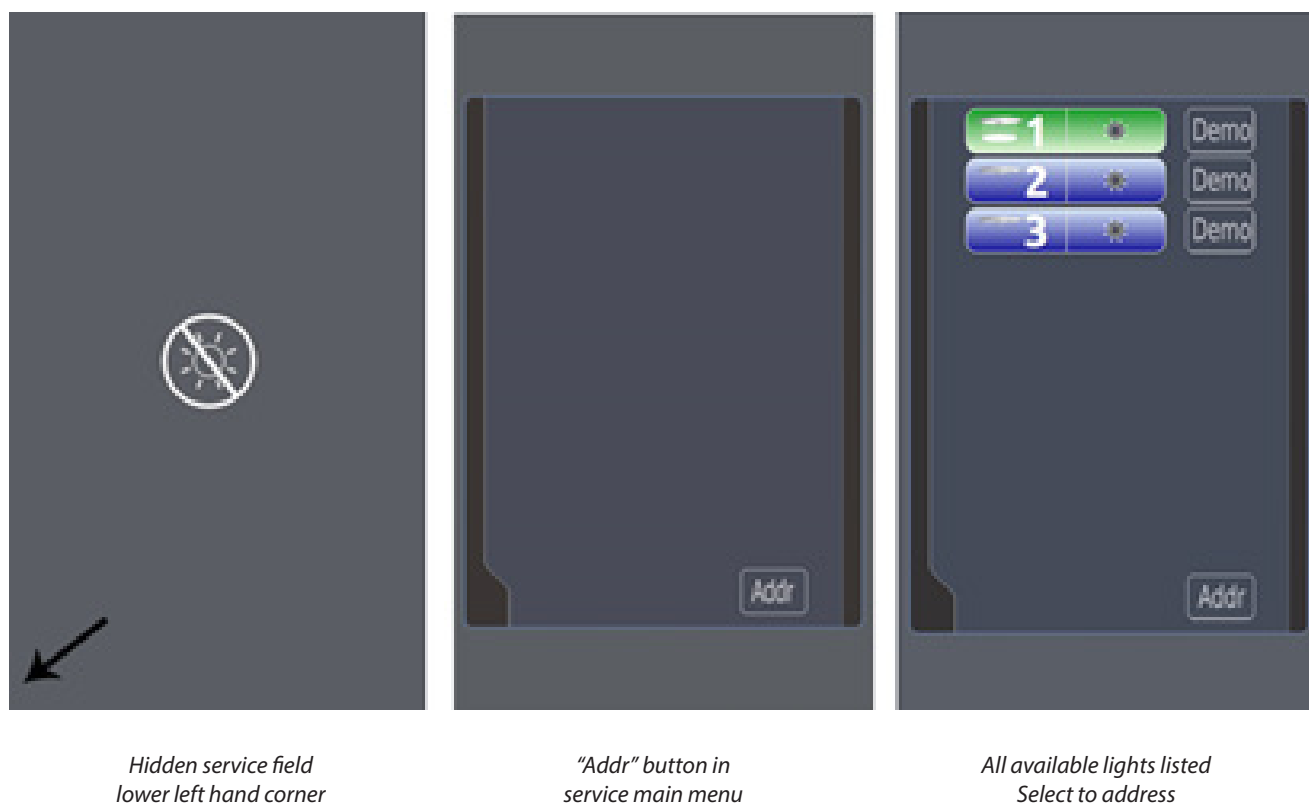 Addr
1 Demo
2 Demo
3 Demo
Addr
Hidden service field
lower left hand corner
“Addr” button in
service main menu
All available lights listed
Select to address